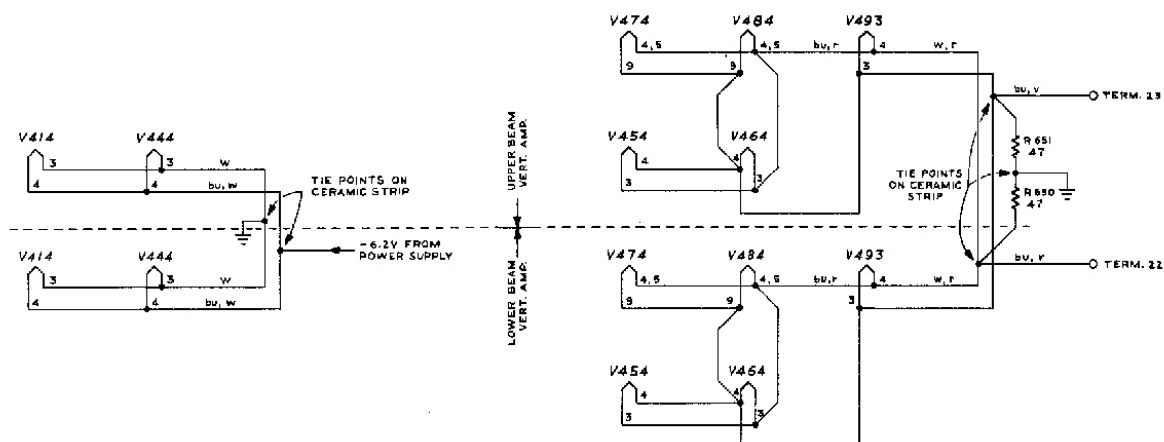 V474 V484 V493
4,5 4,5 bu,r 4 w,r
9 9 3
bu,v TERM. 23
V454 V464
4 4
3 3
R651
47
TIE POINTS
ON CERAMIC
STRIP
R650
47
V414 V444
3 3 w
4 4 bu,w
TIE POINTS ON
CERAMIC STRIP
UPPER BEAM
VERT. AMP.
LOWER BEAM
VERT. AMP.
-6.2V FROM
POWER SUPPLY
V414 V444
3 3 w
4 4 bu,w
V474 V484 V493
4,5 4,5 bu,r 4 w,r
9 9 3
bu,r TERM. 22
V454 V464
4 4
3 3